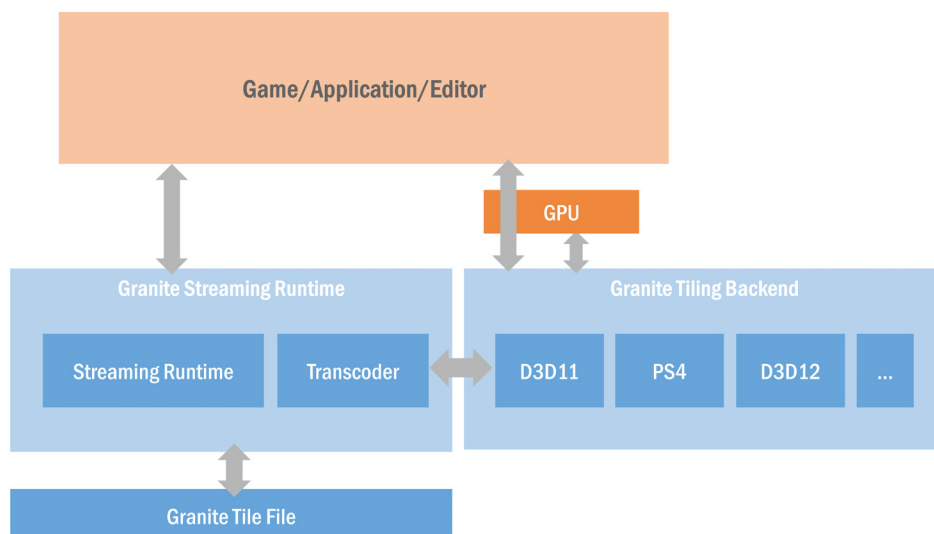 Game/Application/Editor
GPU
Granite Streaming Runtime
Granite Tiling Backend
Streaming Runtime
Transcoder
D3D11
PS4
D3D12
...
Granite Tile File